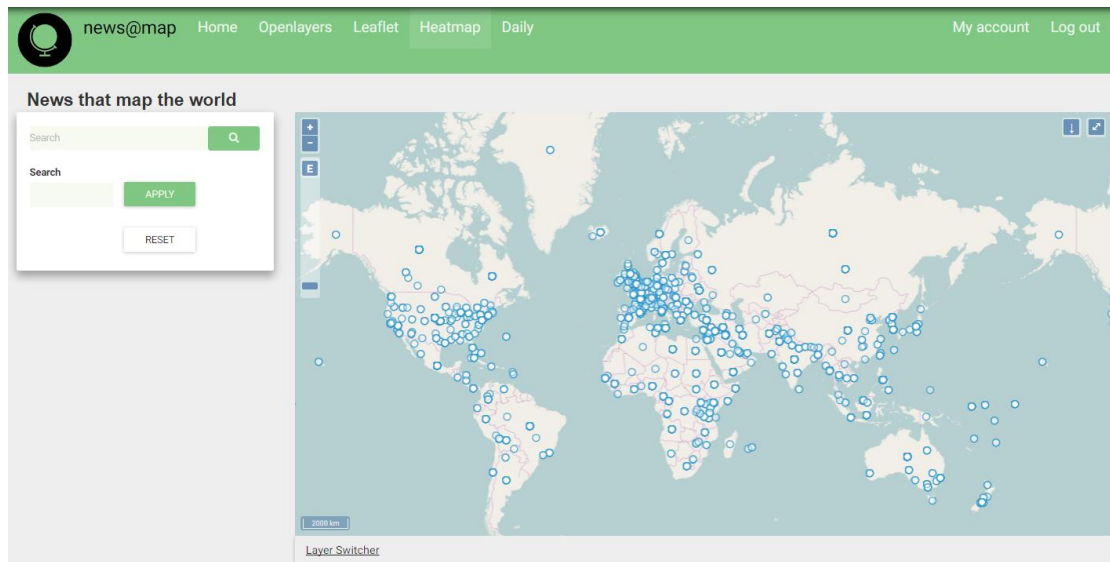 news@map Home Openlayers Leaflet Heatmap Daily My account Log out
News that map the world
Search
Search
APPLY
RESET
+
−
E
↓
2000 km
Layer Switcher